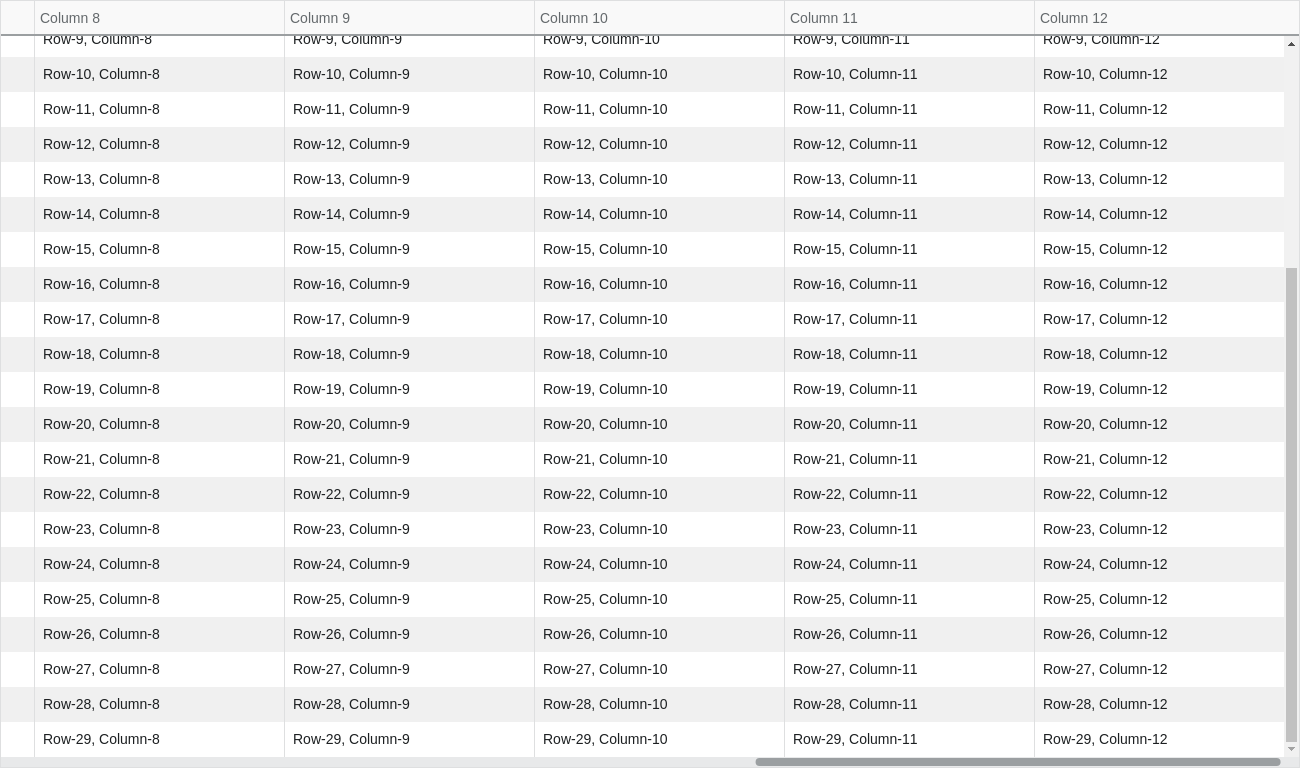 Column 8 Column 9 Column 10 Column 11 Column 12
Row-9, Column-8 Row-9, Column-9 Row-9, Column-10 Row-9, Column-11 Row-9, Column-12
Row-10, Column-8 Row-10, Column-9 Row-10, Column-10 Row-10, Column-11 Row-10, Column-12
Row-11, Column-8 Row-11, Column-9 Row-11, Column-10 Row-11, Column-11 Row-11, Column-12
Row-12, Column-8 Row-12, Column-9 Row-12, Column-10 Row-12, Column-11 Row-12, Column-12
Row-13, Column-8 Row-13, Column-9 Row-13, Column-10 Row-13, Column-11 Row-13, Column-12
Row-14, Column-8 Row-14, Column-9 Row-14, Column-10 Row-14, Column-11 Row-14, Column-12
Row-15, Column-8 Row-15, Column-9 Row-15, Column-10 Row-15, Column-11 Row-15, Column-12
Row-16, Column-8 Row-16, Column-9 Row-16, Column-10 Row-16, Column-11 Row-16, Column-12
Row-17, Column-8 Row-17, Column-9 Row-17, Column-10 Row-17, Column-11 Row-17, Column-12
Row-18, Column-8 Row-18, Column-9 Row-18, Column-10 Row-18, Column-11 Row-18, Column-12
Row-19, Column-8 Row-19, Column-9 Row-19, Column-10 Row-19, Column-11 Row-19, Column-12
Row-20, Column-8 Row-20, Column-9 Row-20, Column-10 Row-20, Column-11 Row-20, Column-12
Row-21, Column-8 Row-21, Column-9 Row-21, Column-10 Row-21, Column-11 Row-21, Column-12
Row-22, Column-8 Row-22, Column-9 Row-22, Column-10 Row-22, Column-11 Row-22, Column-12
Row-23, Column-8 Row-23, Column-9 Row-23, Column-10 Row-23, Column-11 Row-23, Column-12
Row-24, Column-8 Row-24, Column-9 Row-24, Column-10 Row-24, Column-11 Row-24, Column-12
Row-25, Column-8 Row-25, Column-9 Row-25, Column-10 Row-25, Column-11 Row-25, Column-12
Row-26, Column-8 Row-26, Column-9 Row-26, Column-10 Row-26, Column-11 Row-26, Column-12
Row-27, Column-8 Row-27, Column-9 Row-27, Column-10 Row-27, Column-11 Row-27, Column-12
Row-28, Column-8 Row-28, Column-9 Row-28, Column-10 Row-28, Column-11 Row-28, Column-12
Row-29, Column-8 Row-29, Column-9 Row-29, Column-10 Row-29, Column-11 Row-29, Column-12